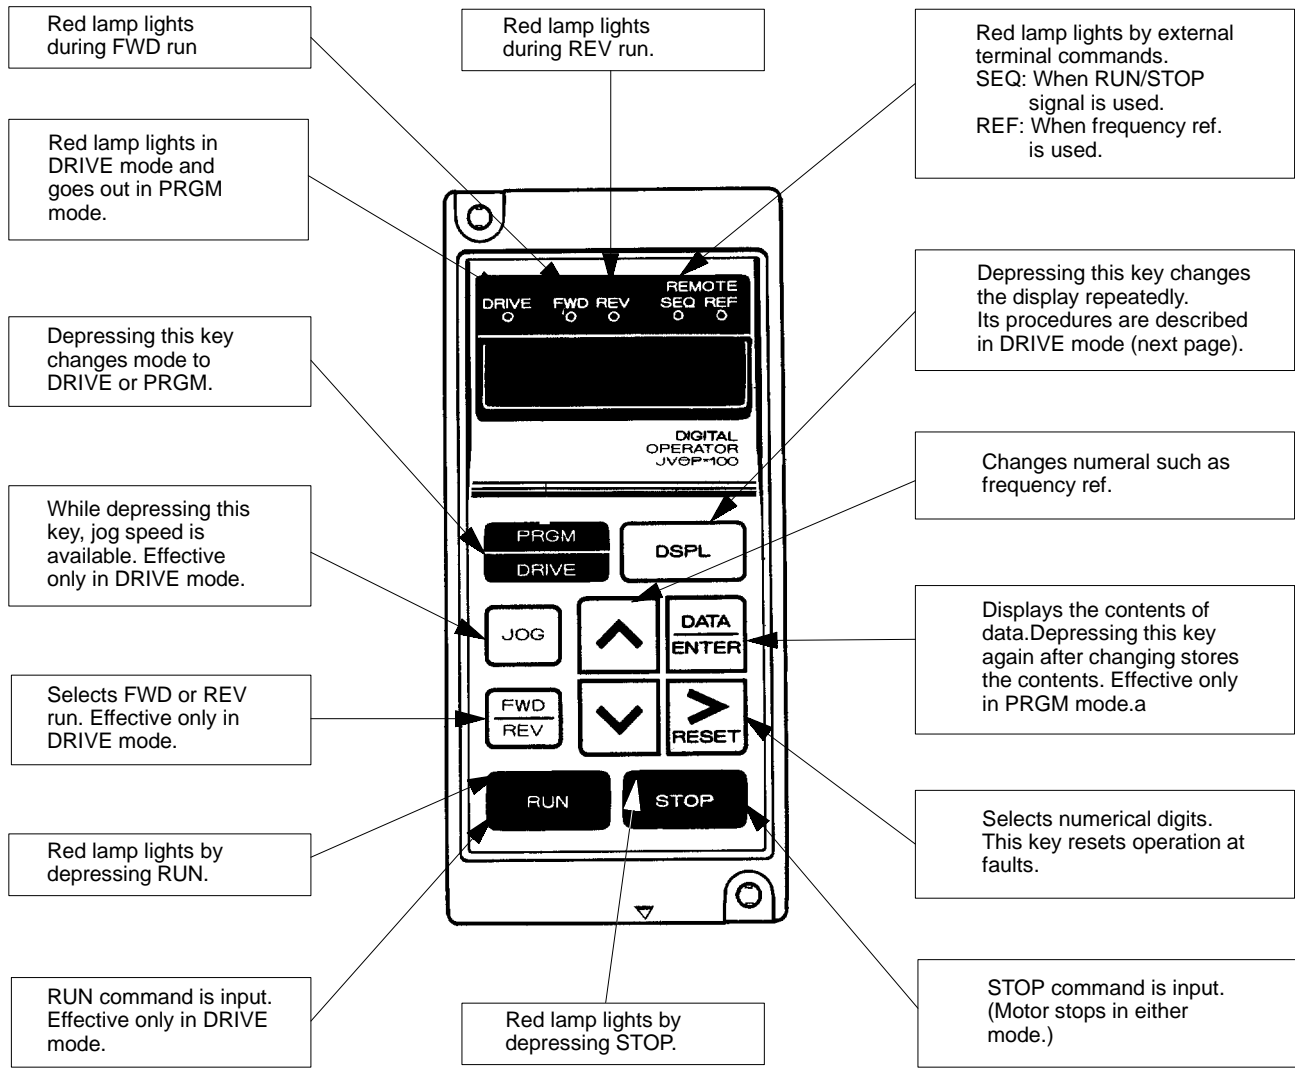 Red lamp lights
during FWD run
Red lamp lights
during REV run.
Red lamp lights by external
terminal commands.
SEQ: When RUN/STOP
signal is used.
REF: When frequency ref.
is used.
Red lamp lights in
DRIVE mode and
goes out in PRGM
mode.
Depressing this key
changes mode to
DRIVE or PRGM.
While depressing this
key, jog speed is
available. Effective
only in DRIVE mode.
Selects FWD or REV
run. Effective only in
DRIVE mode.
Red lamp lights by
depressing RUN.
RUN command is input.
Effective only in DRIVE
mode.
REMOTE
DRIVE FWD REV SEQ REF
DIGITAL
OPERATOR
JVOP-100
PRGM
DRIVE
DSPL
JOG
DATA
ENTER
FWD
REV
RESET
RUN
STOP
Red lamp lights by
depressing STOP.
Depressing this key changes
the display repeatedly.
Its procedures are described
in DRIVE mode (next page).
Changes numeral such as
frequency ref.
Displays the contents of
data.Depressing this key
again after changing stores
the contents. Effective only
in PRGM mode.a
Selects numerical digits.
This key resets operation at
faults.
STOP command is input.
(Motor stops in either
mode.)